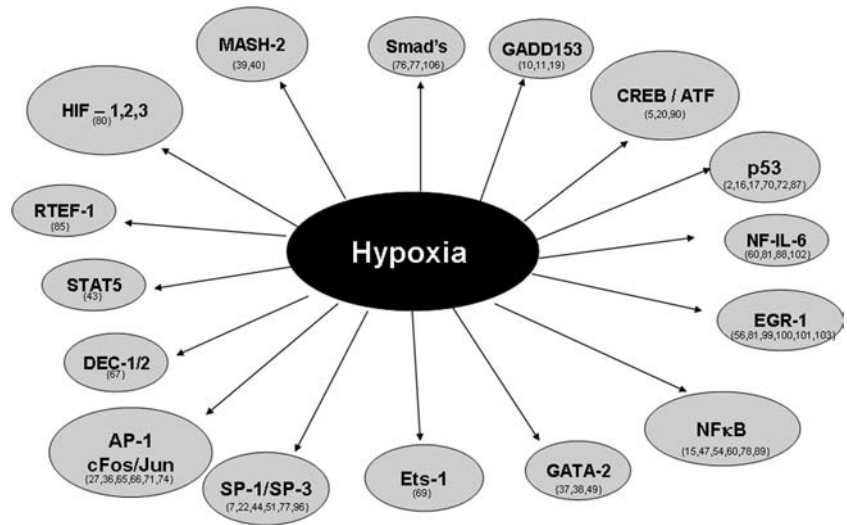 MASH-2
(39,40)
Smad's
(76,77,106)
GADD153
(10,11,19)
CREB / ATF
(5,20,90)
HIF – 1,2,3
(80)
p53
(2,16,17,70,72,87)
RTEF-1
(85)
Hypoxia
NF-IL-6
(60,81,88,102)
STAT5
(43)
EGR-1
(56,81,99,100,101,103)
DEC-1/2
(67)
NFκB
(15,47,54,60,78,89)
AP-1
cFos/Jun
(27,36,65,66,71,74)
SP-1/SP-3
(7,22,44,51,77,96)
Ets-1
(69)
GATA-2
(37,38,49)